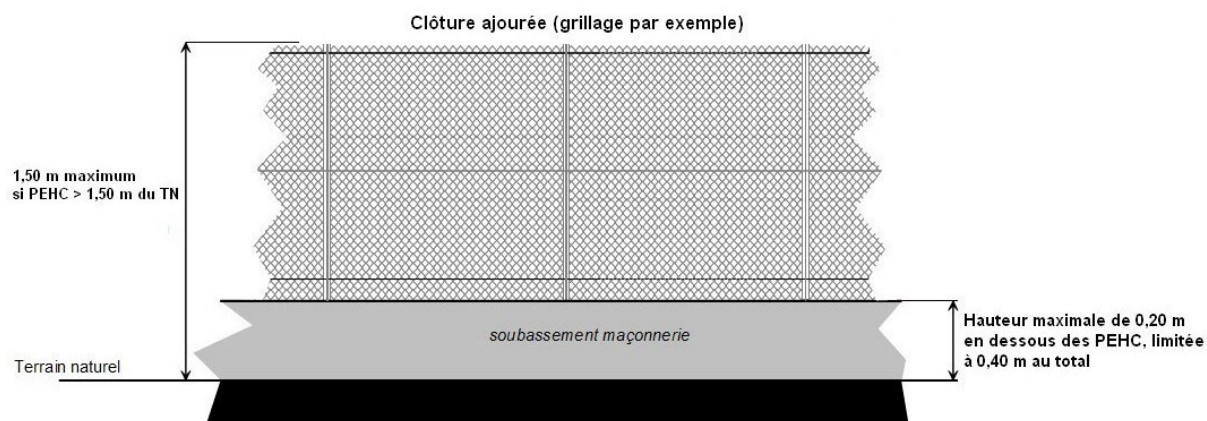 Clôture ajourée (grillage par exemple)
1,50 m maximum
si PEHC > 1,50 m du TN
soubassement maçonnerie
Hauteur maximale de 0,20 m
en dessous des PEHC, limitée
à 0,40 m au total
Terrain naturel